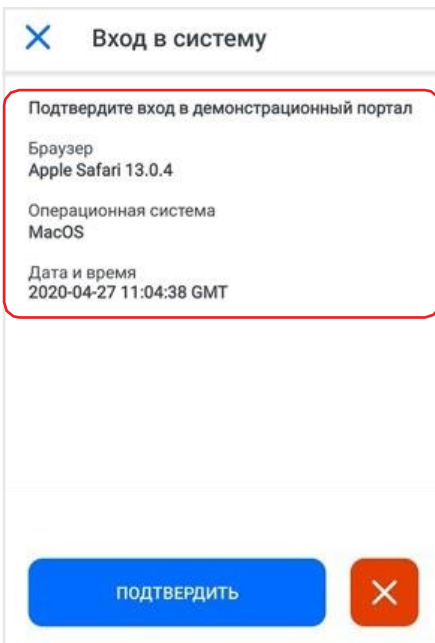 Вход в систему
Подтвердите вход в демонстрационный портал
Браузер
Apple Safari 13.0.4
Операционная система
MacOS
Дата и время
2020-04-27 11:04:38 GMT
ПОДТВЕРДИТЬ